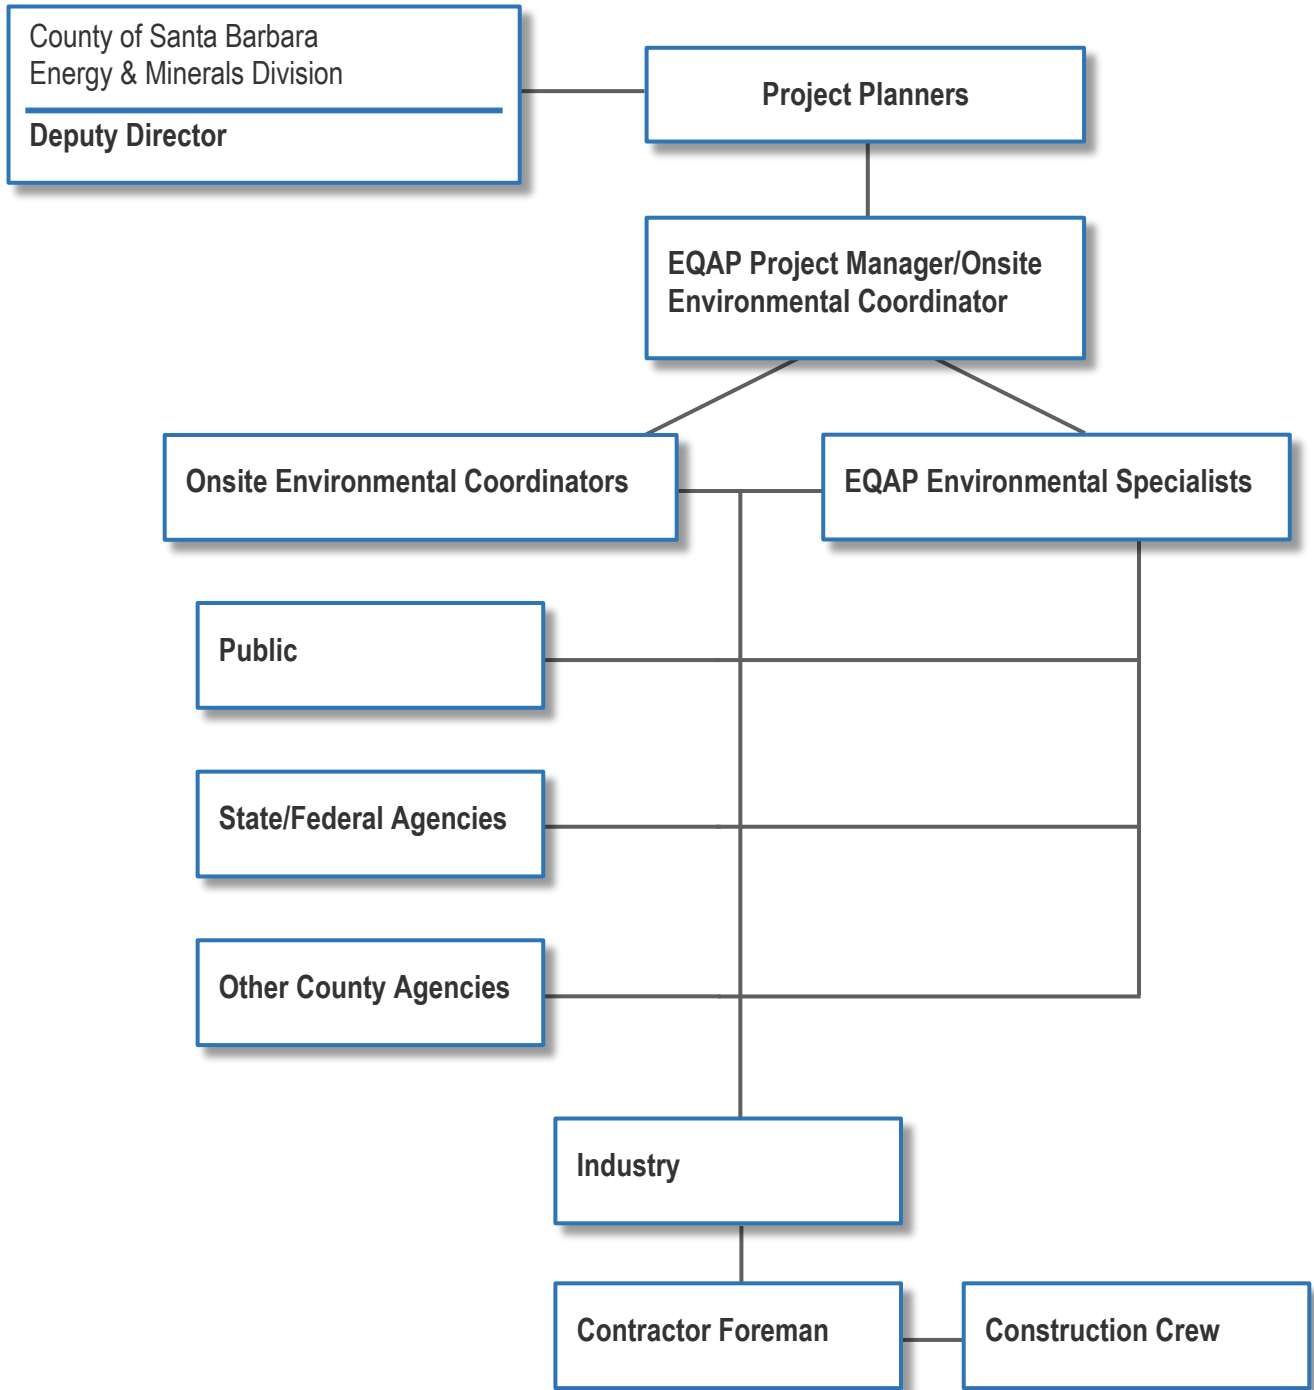 County of Santa Barbara
Energy & Minerals Division
Deputy Director
Project Planners
EQAP Project Manager/Onsite
Environmental Coordinator
Onsite Environmental Coordinators
EQAP Environmental Specialists
Public
State/Federal Agencies
Other County Agencies
Industry
Contractor Foreman
Construction Crew